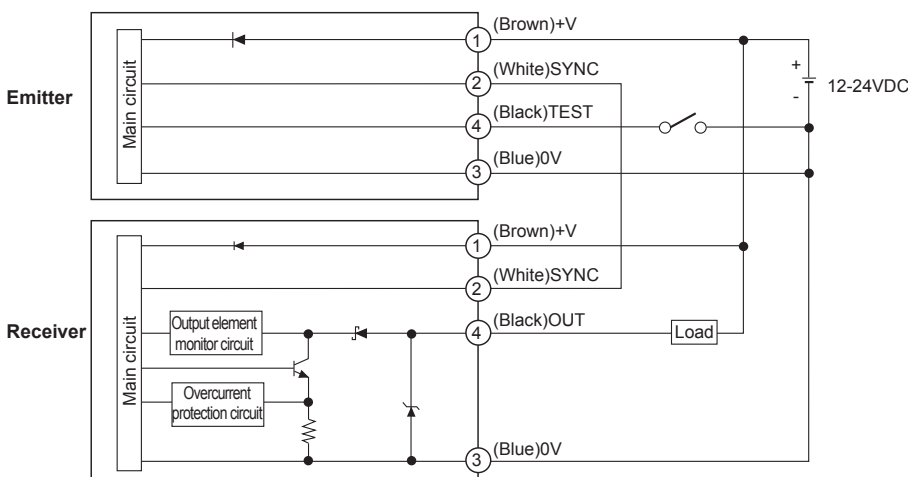 Emitter
Main circuit
1
(Brown)+V
2
(White)SYNC
4
(Black)TEST
3
(Blue)0V
+
-
12-24VDC
Receiver
Main circuit
1
(Brown)+V
2
(White)SYNC
Output element
monitor circuit
4
(Black)OUT
Load
Overcurrent
protection circuit
3
(Blue)0V